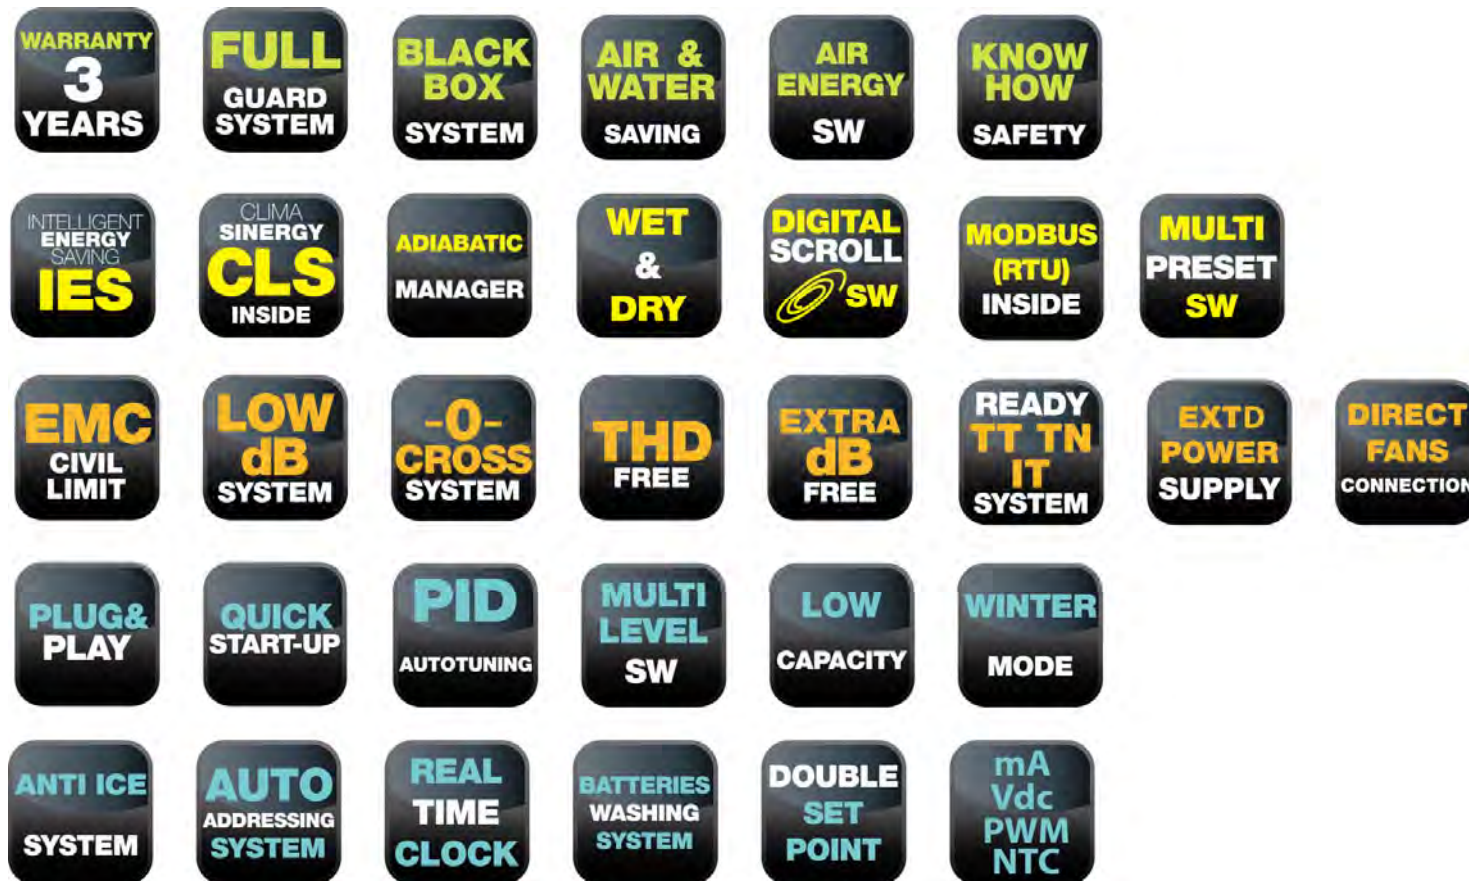 WARRANTY
3
YEARS
FULL
GUARD
SYSTEM
BLACK
BOX
SYSTEM
AIR &
WATER
SAVING
AIR
ENERGY
SW
KNOW
HOW
SAFETY
INTELLIGENT
ENERGY
SAVING
IES
CLIMA
SINERGY
CLS
INSIDE
ADIABATIC
MANAGER
WET
&
DRY
DIGITAL
SCROLL
SW
MODBUS
(RTU)
INSIDE
MULTI
PRESET
SW
EMC
CIVIL
LIMIT
LOW
dB
SYSTEM
-0-
CROSS
SYSTEM
THD
FREE
EXTRA
dB
FREE
READY
TT TN
IT
SYSTEM
EXTD
POWER
SUPPLY
DIRECT
FANS
CONNECTION
PLUG&
PLAY
QUICK
START-UP
PID
AUTOTUNING
MULTI
LEVEL
SW
LOW
CAPACITY
WINTER
MODE
ANTI ICE
SYSTEM
AUTO
ADDRESSING
SYSTEM
REAL
TIME
CLOCK
BATTERIES
WASHING
SYSTEM
DOUBLE
SET
POINT
mA
Vdc
PWM
NTC